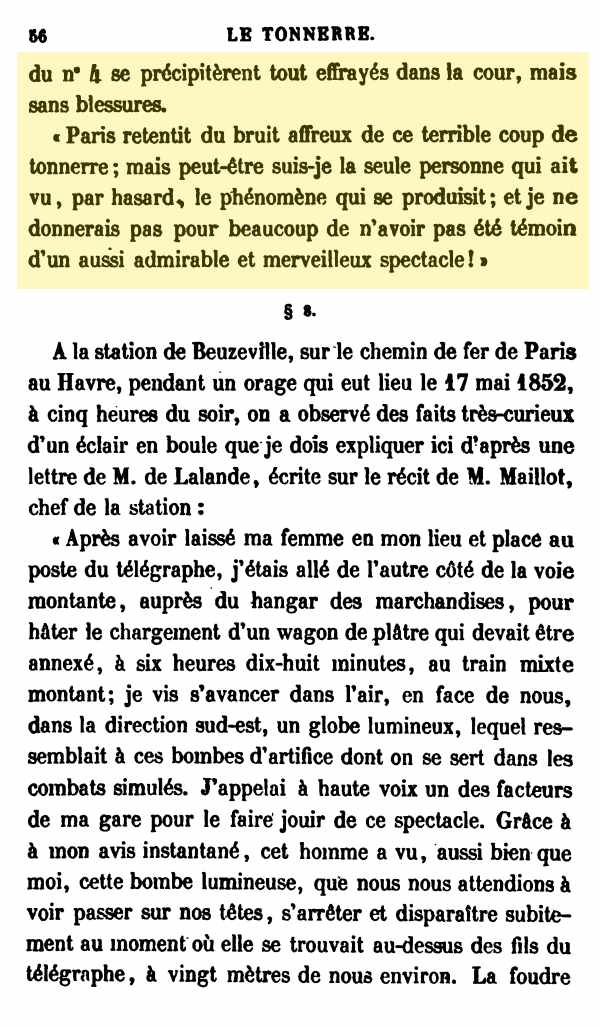 56 LE TONNERRE.
du n° 4 se précipitèrent tout effrayés dans la cour, mais
sans blessures.
« Paris retentit du bruit affreux de ce terrible coup de
tonnerre ; mais peut-être suis-je la seule personne qui ait
vu, par hasard, le phénomène qui se produisit ; et je ne
donnerais pas pour beaucoup de n'avoir pas été témoin
d'un aussi admirable et merveilleux spectacle ! »
§ 8.
A la station de Beuzeville, sur le chemin de fer de Paris
au Havre, pendant un orage qui eut lieu le 17 mai 1852,
à cinq heures du soir, on a observé des faits très-curieux
d'un éclair en boule que je dois expliquer ici d'après une
lettre de M. de Lalande, écrite sur le récit de M. Maillot,
chef de la station :
« Après avoir laissé ma femme en mon lieu et place au
poste du télégraphe, j'étais allé de l'autre côté de la voie
montante, auprès du hangar des marchandises, pour
hâter le chargement d'un wagon de plâtre qui devait être
annexé, à six heures dix-huit minutes, au train mixte
montant ; je vis s'avancer dans l'air, en face de nous,
dans la direction sud-est, un globe lumineux, lequel res-
semblait à ces bombes d'artifice dont on se sert dans les
combats simulés. J'appelai à haute voix un des facteurs
de ma gare pour le faire jouir de ce spectacle. Grâce à
à mon avis instantané, cet homme a vu, aussi bien que
moi, cette bombe lumineuse, que nous nous attendions à
voir passer sur nos têtes, s'arrêter et disparaître subite-
ment au moment où elle se trouvait au-dessus des fils du
télégraphe, à vingt mètres de nous environ. La foudre